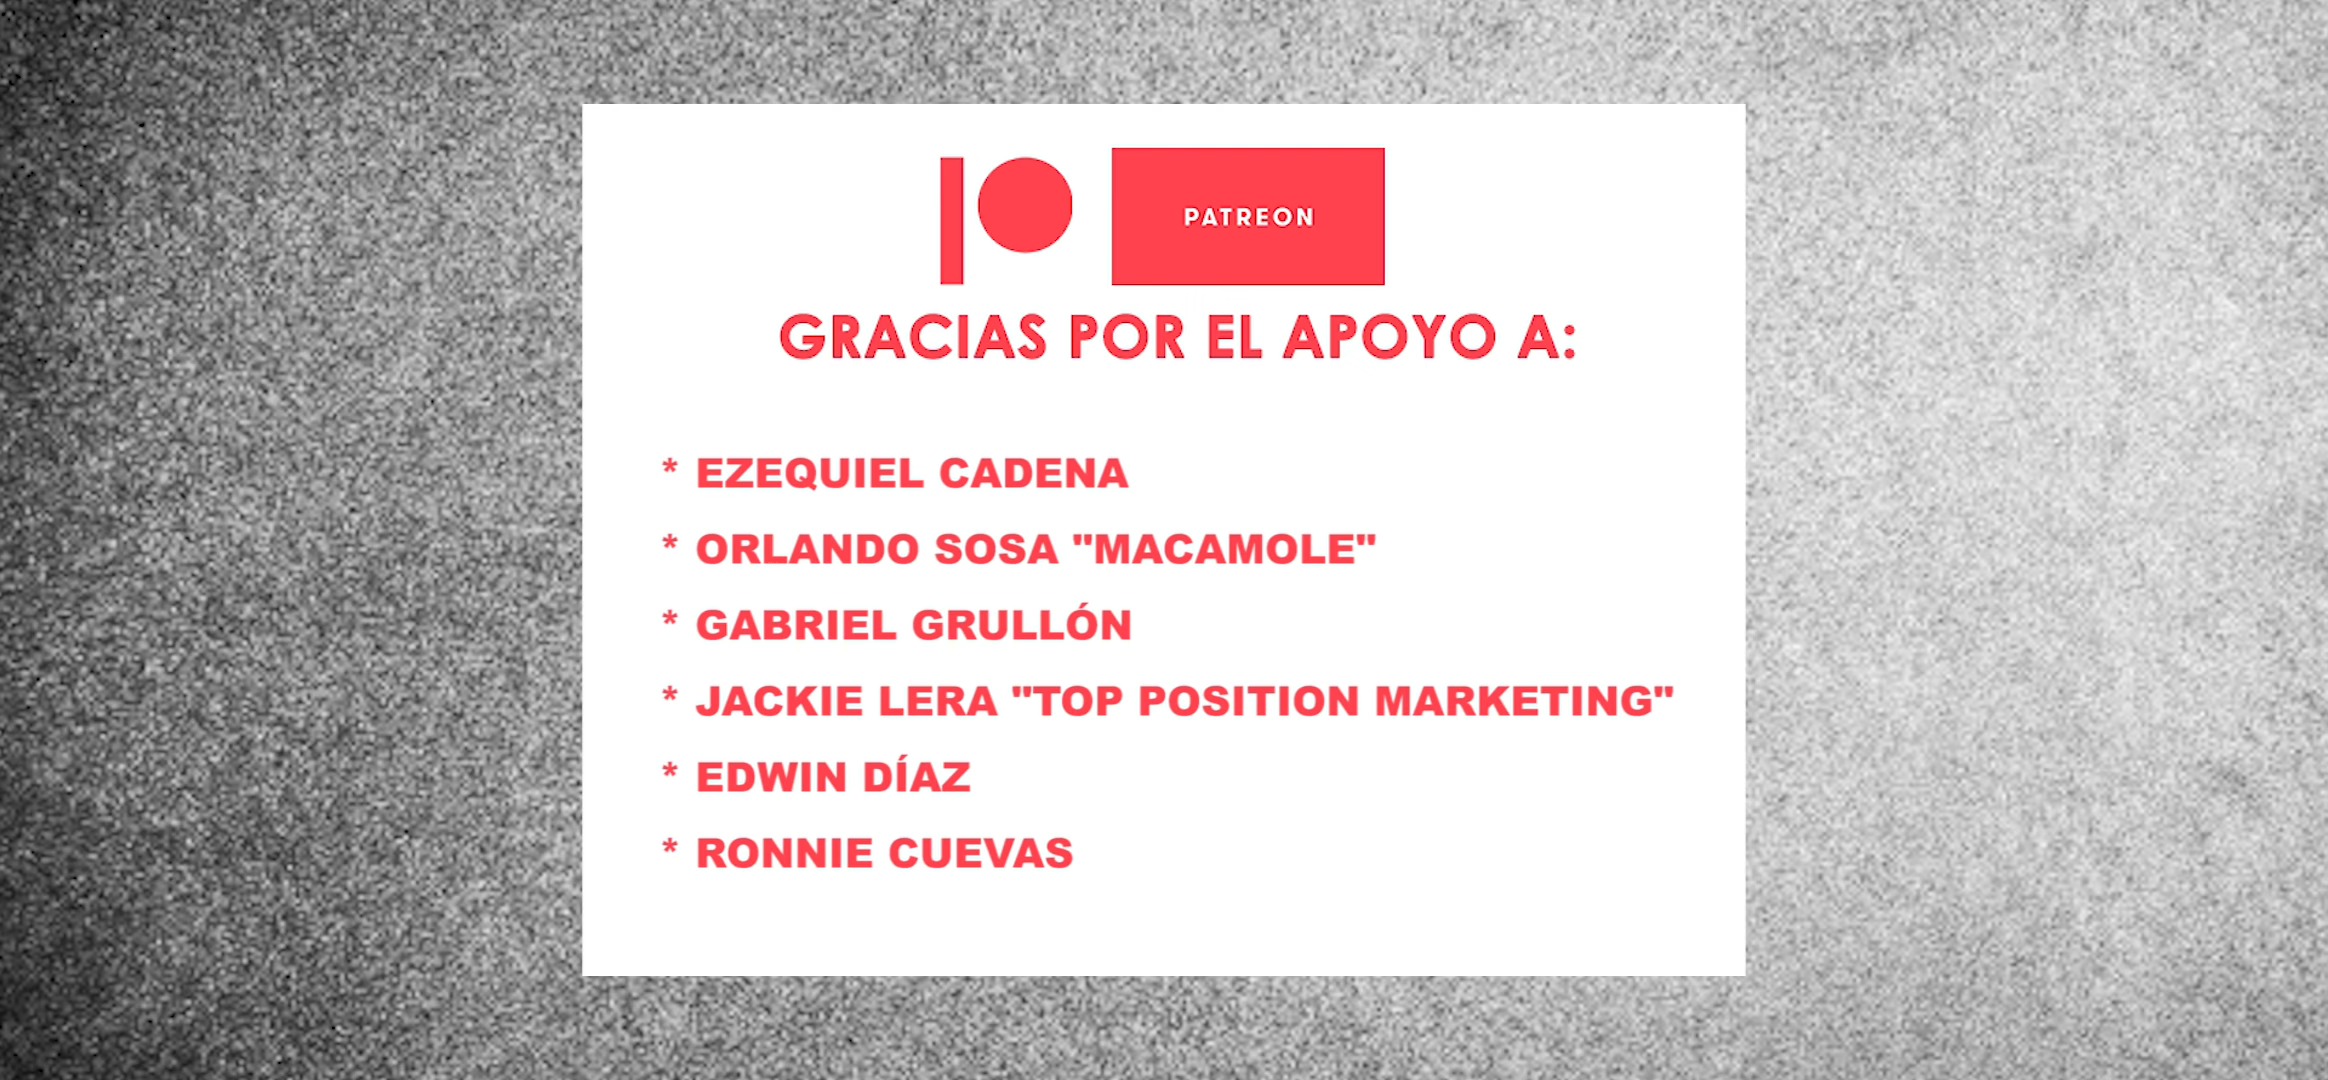 PATREON
GRACIAS POR EL APOYO A:
* EZEQUIEL CADENA
* ORLANDO SOSA "MACAMOLE"
* GABRIEL GRULLÓN
* JACKIE LERA "TOP POSITION MARKETING"
* EDWIN DÍAZ
* RONNIE CUEVAS